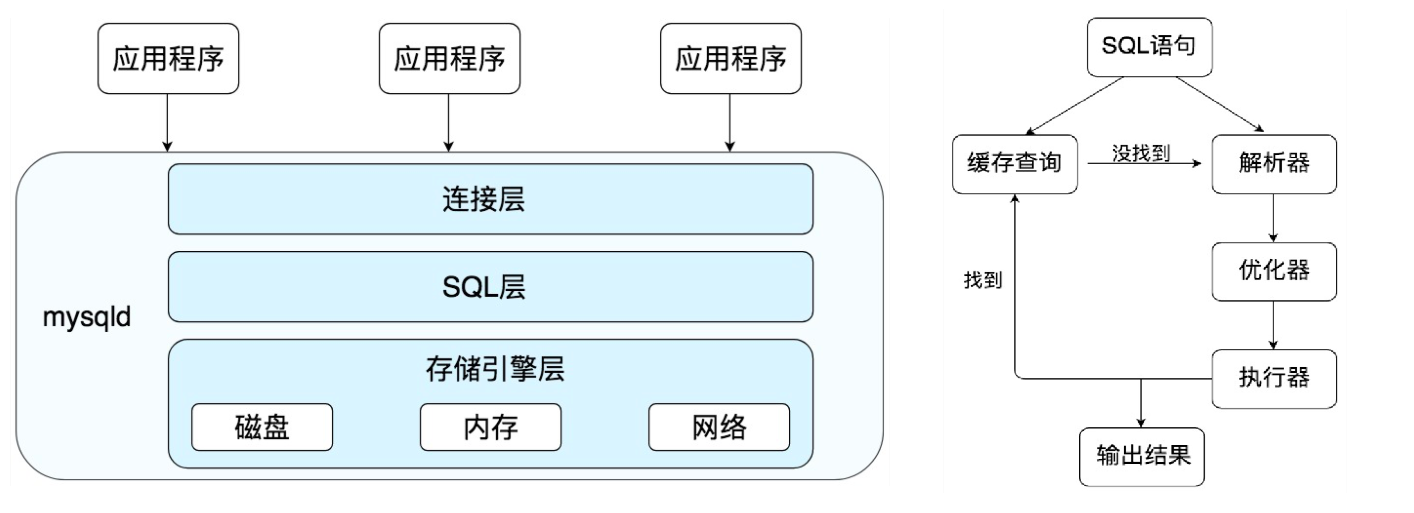 应用程序
应用程序
应用程序
连接层
SQL层
mysqld
存储引擎层
磁盘
内存
网络
SQL语句
缓存查询
没找到
解析器
找到
优化器
执行器
输出结果